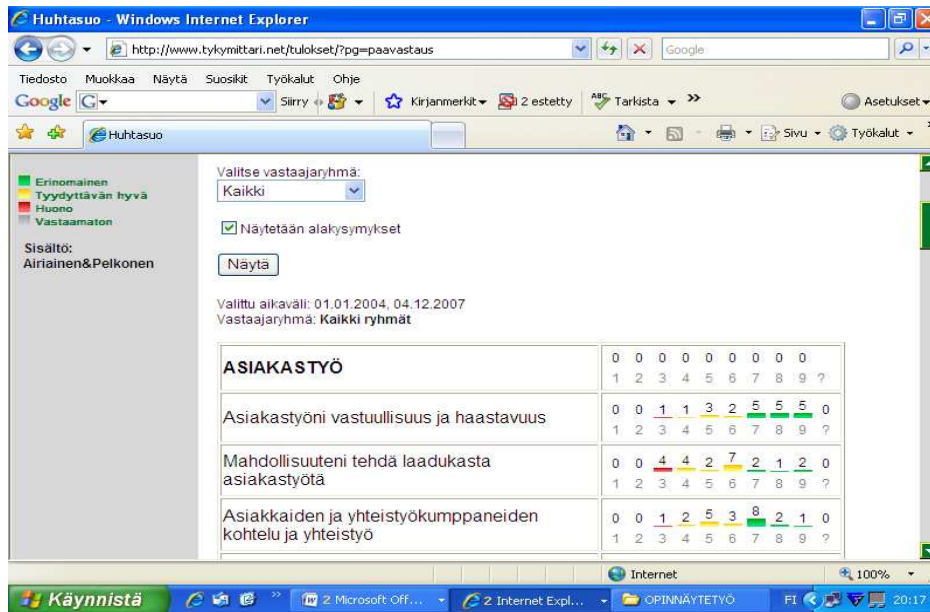 Huhtasuo - Windows Internet Explorer
http://www.tykymittari.net/tulokset/?pg=paavastaus
Google
Tiedosto Muokkaa Näytä Suosikit Työkalut Ohje
Google G Siirry Kirjanmerkit 2 estetty ABC Tarkista » Asetukset
Huhtasuo Sivu Työkalut
Erinomainen
Tyydyttävän hyvä
Huono
Vastaamaton
Sisältö:
Airiainen&Pelkonen
Valitse vastaajaryhmä:
Kaikki
Näytetään alakysymykset
Näytä
Valittu aikaväli: 01.01.2004, 04.12.2007
Vastaajaryhmä: Kaikki ryhmät
ASIAKASTYÖ
0 0 0 0 0 0 0 0 0
1 2 3 4 5 6 7 8 9 ?
Asiakastyöni vastuullisuus ja haastavuus
0 0 1 1 3 2 5 5 5 0
1 2 3 4 5 6 7 8 9 ?
Mahdollisuuteni tehdä laadukasta
asiakastyötä
0 0 4 4 2 7 2 1 2 0
1 2 3 4 5 6 7 8 9 ?
Asiakkaiden ja yhteistyökumppaneiden
kohtelu ja yhteistyö
0 0 1 2 5 3 8 2 1 0
1 2 3 4 5 6 7 8 9 ?
Internet 100%
Käynnistä » 2 Microsoft Off... 2 Internet Expl... OPINNÄYTETYÖ FI 20:17